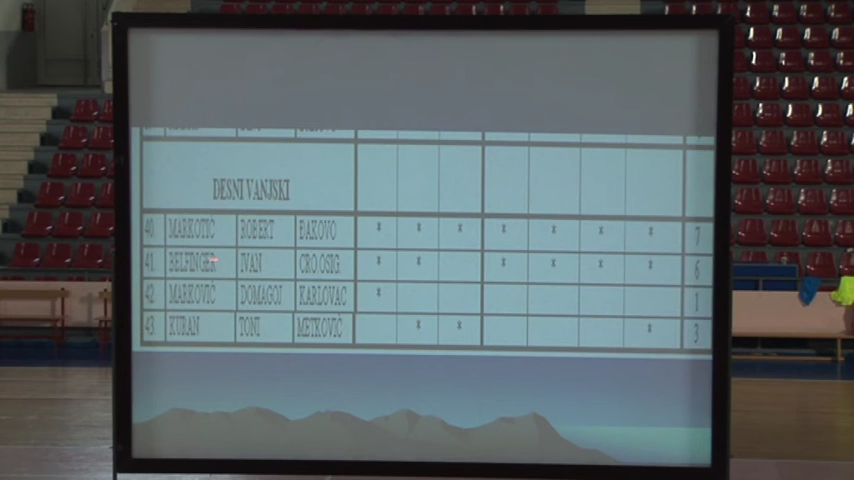 DESNI VANJSKI
40. MARKOTIĆ ROBERT ĐAKOVO * * * * * * * 7
41. BELFINGER IVAN CRO.OSIG. * * * * * * 6
42. MARKOVIĆ DOMAGOJ KARLOVAC * 1
43. KURAN TONI METKOVIĆ * * * 3